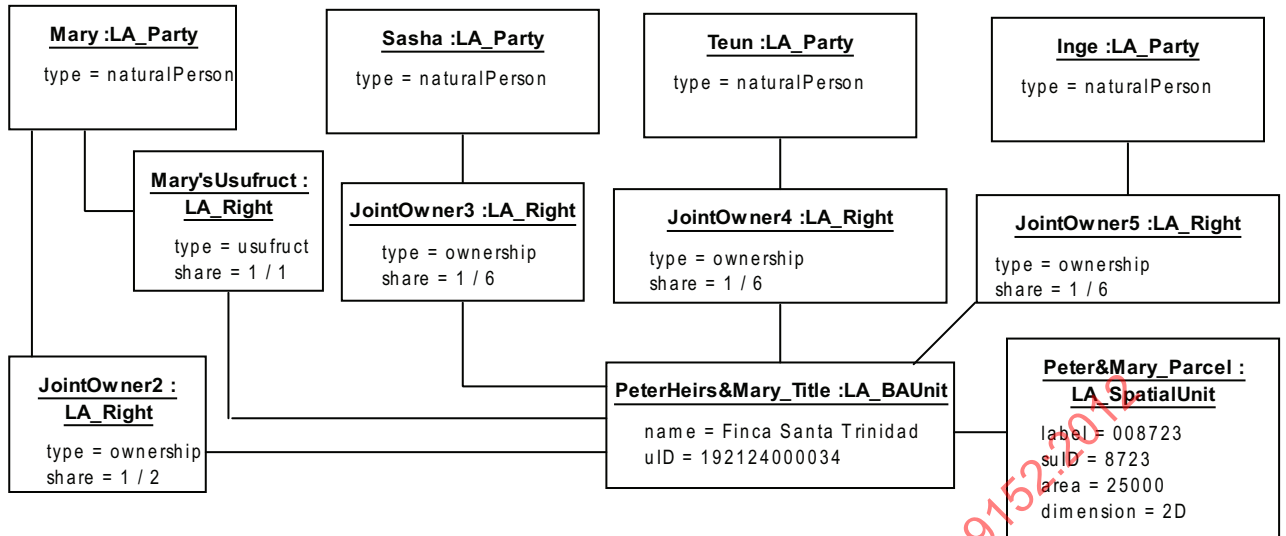 Mary :LA_Party
type = naturalPerson
Sasha :LA_Party
type = naturalPerson
Teun :LA_Party
type = naturalPerson
Inge :LA_Party
type = naturalPerson
Mary'sUsufruct :
LA_Right
type = usufruct
share = 1 / 1
JointOwner3 :LA_Right
type = ownership
share = 1 / 6
JointOwner4 :LA_Right
type = ownership
share = 1 / 6
JointOwner5 :LA_Right
type = ownership
share = 1 / 6
JointOwner2 :
LA_Right
type = ownership
share = 1 / 2
PeterHeirs&Mary_Title :LA_BAUnit
name = Finca Santa Trinidad
uID = 192124000034
Peter&Mary_Parcel :
LA_SpatialUnit
label = 008723
suID = 8723
area = 25000
dimension = 2D
9152:2012